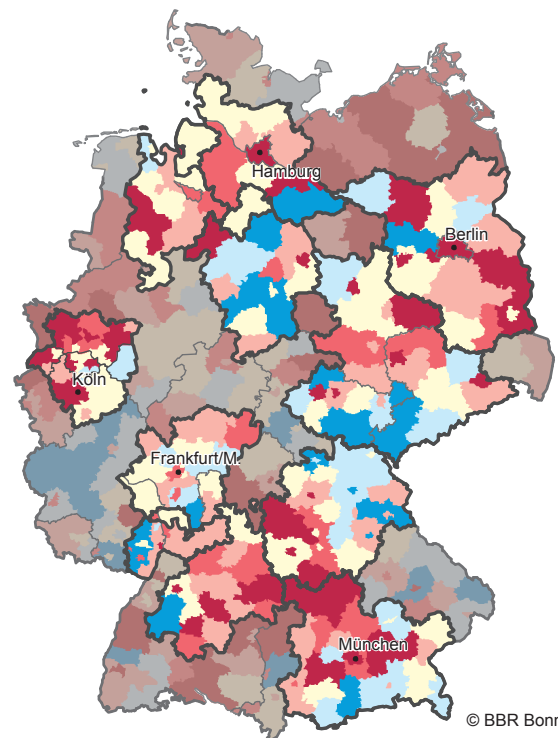 Hamburg
Berlin
Köln
Frankfurt/M.
München
© BBR Bonn